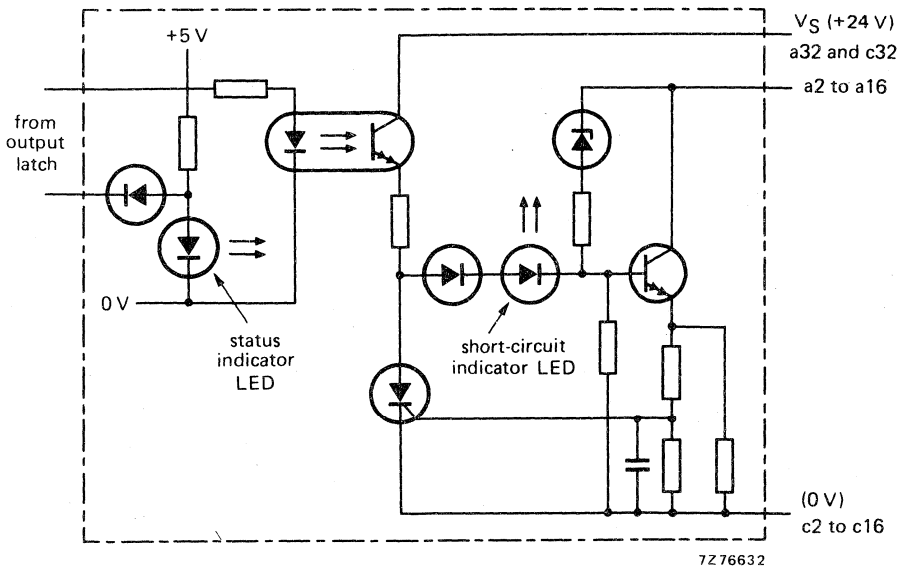 +5 V
V_S (+24 V)
a32 and c32
a2 to a16
from
output
latch
0 V
status
indicator
LED
short-circuit
indicator LED
(0 V)
c2 to c16
7Z76632